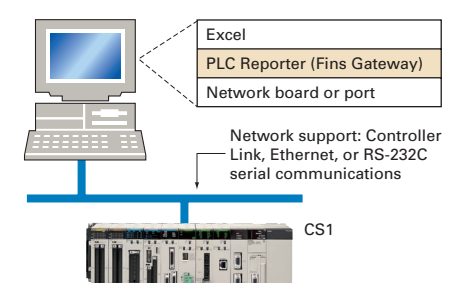 Excel
PLC Reporter (Fins Gateway)
Network board or port
Network support: Controller
Link, Ethernet, or RS-232C
serial communications
CS1